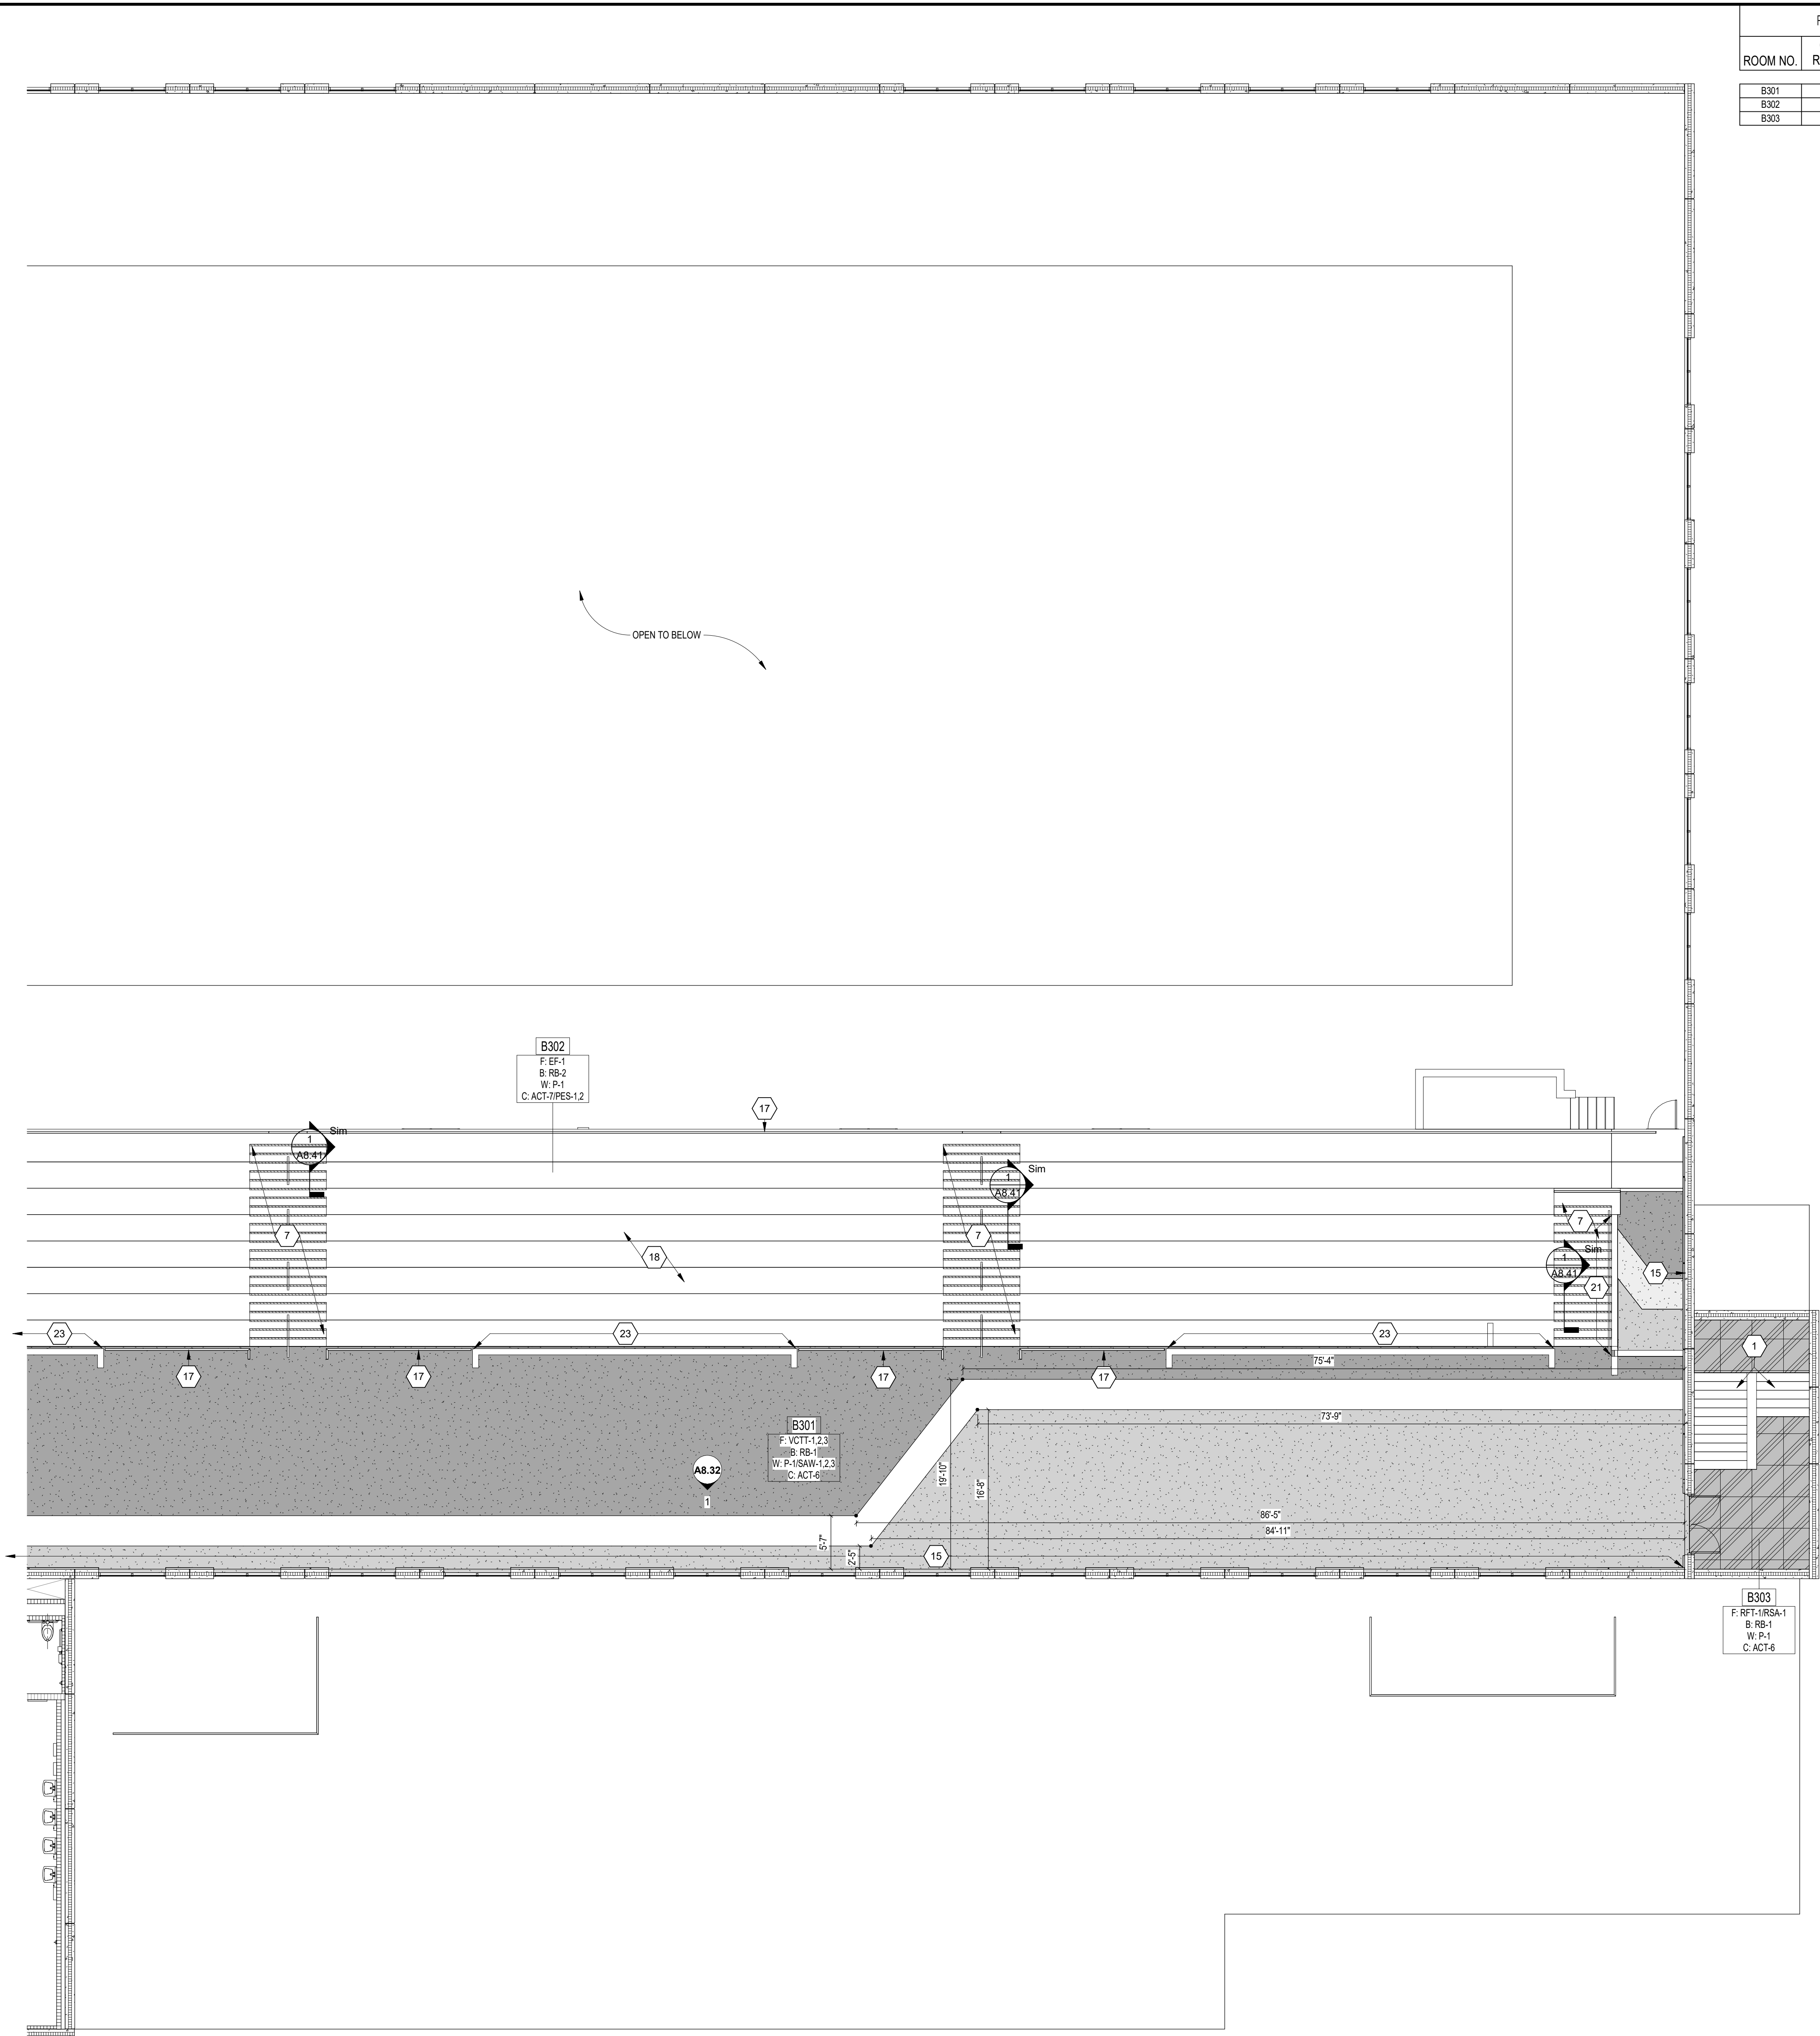 ROOM NO.
B301
B302
B303
OPEN TO BELOW
B302
F: EF-1
B: RB-2
W: P-1
C: ACT-7/PES-1,2
17
1
Sim
A8.41
1
Sim
A8.41
7
7
7
18
1
Sim
A8.41
15
21
23
23
23
1
75'-4"
17
17
17
17
73'-9"
B301
F: VCTT-1,2,3
B: RB-1
W: P-1/SAW-1,2,3
C: ACT-6
A8.32
1
19'-10"
16'-8"
86'-5"
84'-11"
5'-7"
2'-5"
15
B303
F: RFT-1/RSA-1
B: RB-1
W: P-1
C: ACT-6